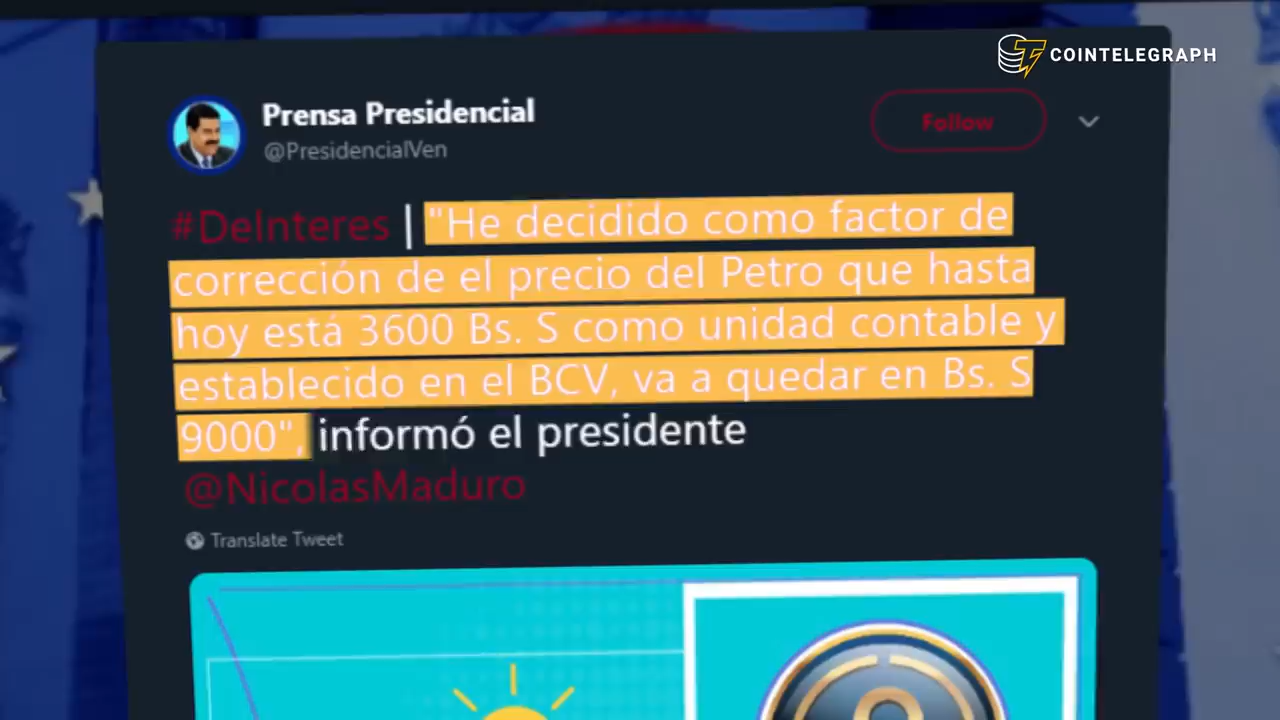 COINTELEGRAPH
Prensa Presidencial
@PresidencialVen
Follow
#DeInteres | "He decidido como factor de
corrección de el precio del Petro que hasta
hoy está 3600 Bs. S como unidad contable y
establecido en el BCV, va a quedar en Bs. S
9000", informó el presidente
@NicolasMaduro
Translate Tweet